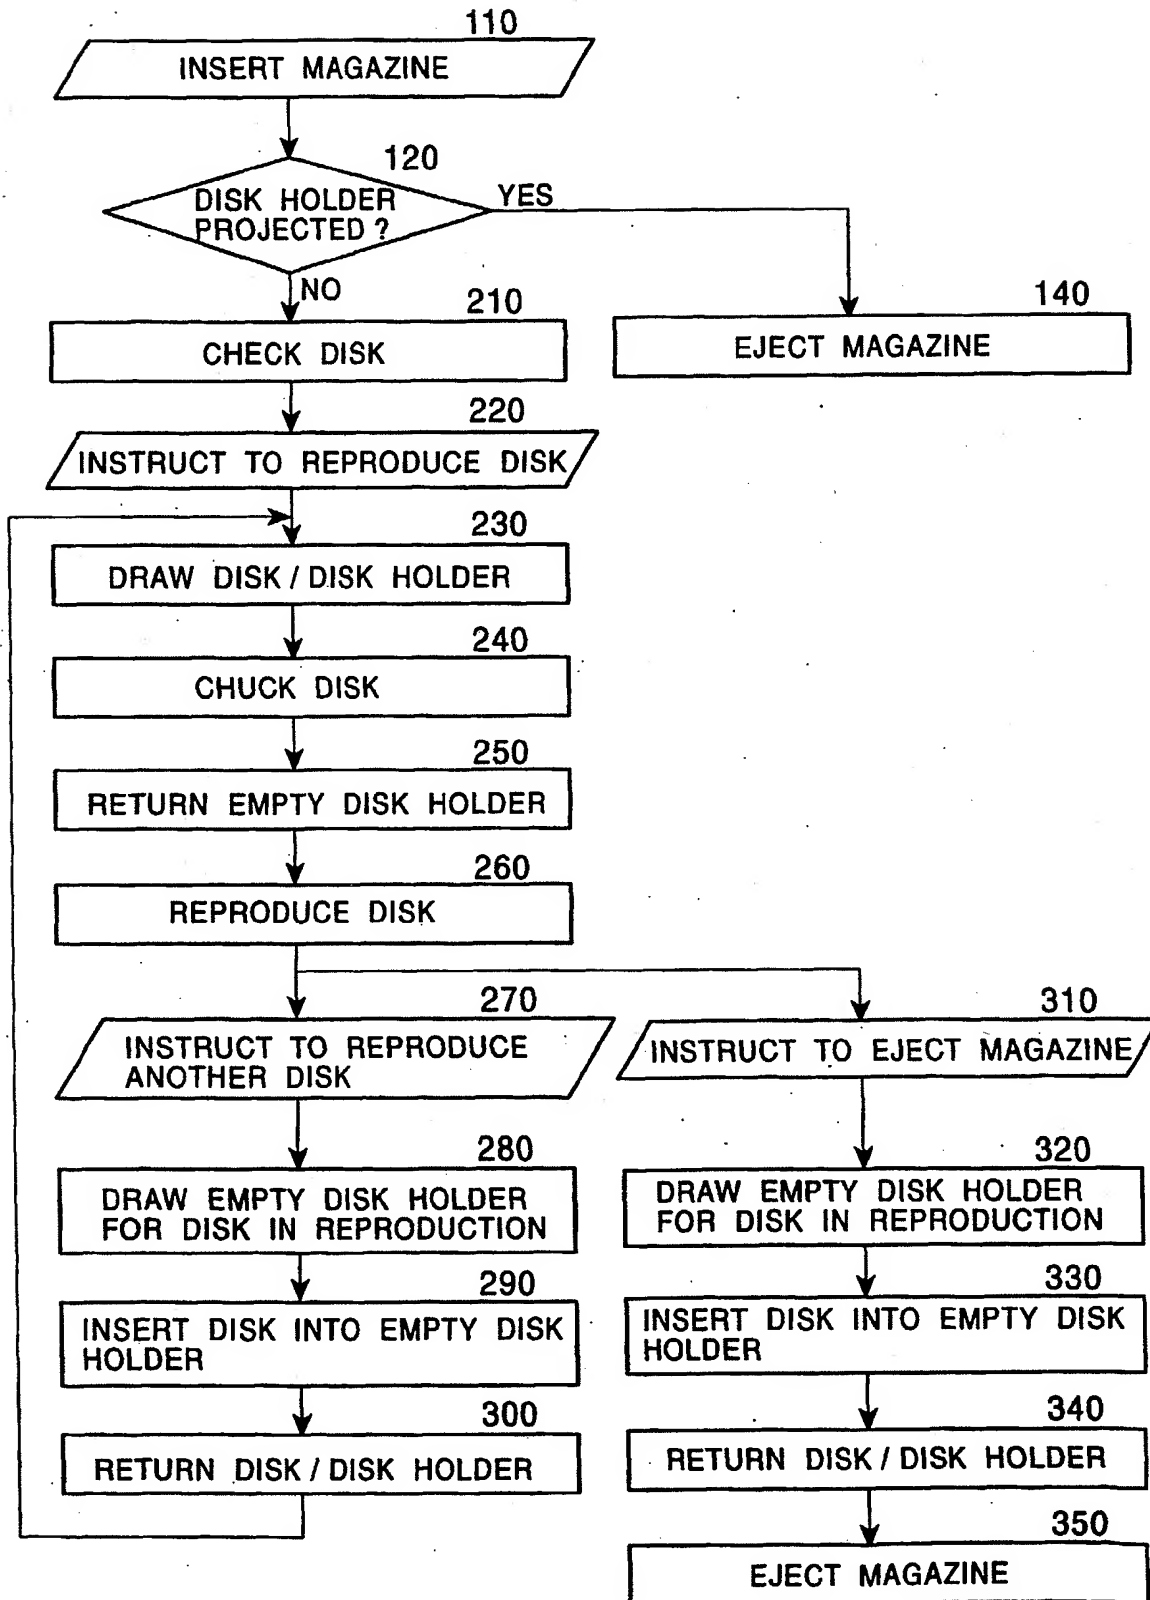 110
INSERT MAGAZINE
120
DISK HOLDER
PROJECTED ?
YES
NO
210
CHECK DISK
140
EJECT MAGAZINE
220
INSTRUCT TO REPRODUCE DISK
230
DRAW DISK / DISK HOLDER
240
CHUCK DISK
250
RETURN EMPTY DISK HOLDER
260
REPRODUCE DISK
270
INSTRUCT TO REPRODUCE
ANOTHER DISK
310
INSTRUCT TO EJECT MAGAZINE
280
DRAW EMPTY DISK HOLDER
FOR DISK IN REPRODUCTION
320
DRAW EMPTY DISK HOLDER
FOR DISK IN REPRODUCTION
290
INSERT DISK INTO EMPTY DISK
HOLDER
330
INSERT DISK INTO EMPTY DISK
HOLDER
300
RETURN DISK / DISK HOLDER
340
RETURN DISK / DISK HOLDER
350
EJECT MAGAZINE